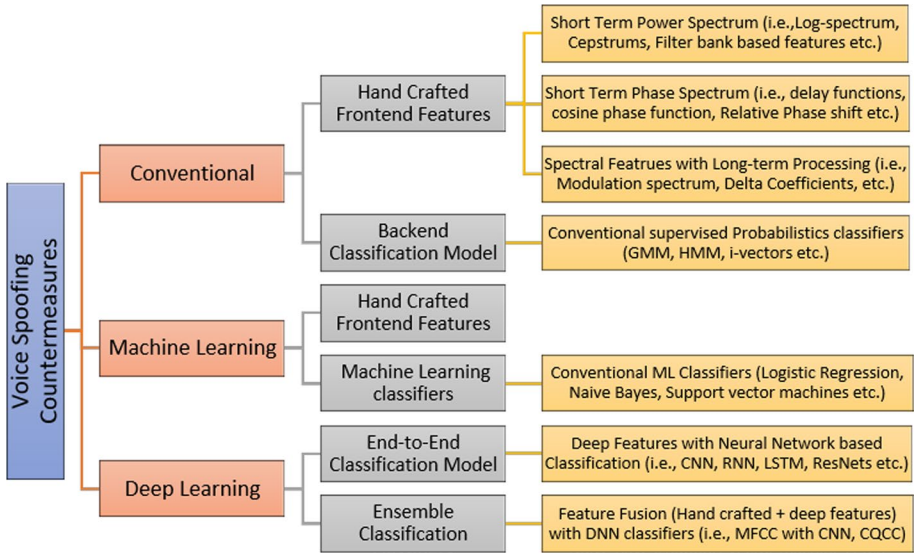 Voice Spoofing
Countermeasures
Conventional
Hand Crafted
Frontend Features
Short Term Power Spectrum (i.e.,Log-spectrum,
Cepstrums, Filter bank based features etc.)
Short Term Phase Spectrum (i.e., delay functions,
cosine phase function, Relative Phase shift etc.)
Spectral Featrues with Long-term Processing (i.e.,
Modulation spectrum, Delta Coefficients, etc.)
Backend
Classification Model
Conventional supervised Probabilistics classifiers
(GMM, HMM, i-vectors etc.)
Machine Learning
Hand Crafted
Frontend Features
Machine Learning
classifiers
Conventional ML Classifiers (Logistic Regression,
Naive Bayes, Support vector machines etc.)
Deep Learning
End-to-End
Classification Model
Deep Features with Neural Network based
Classification (i.e., CNN, RNN, LSTM, ResNets etc.)
Ensemble
Classification
Feature Fusion (Hand crafted + deep features)
with DNN classifiers (i.e., MFCC with CNN, CQCC)